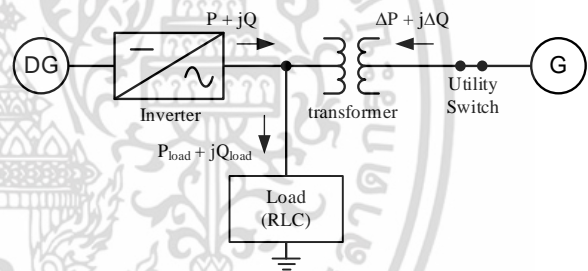 P + jQ
ΔP + jΔQ
DG
G
Inverter
transformer
Utility
Switch
P_load + jQ_load
Load
(RLC)